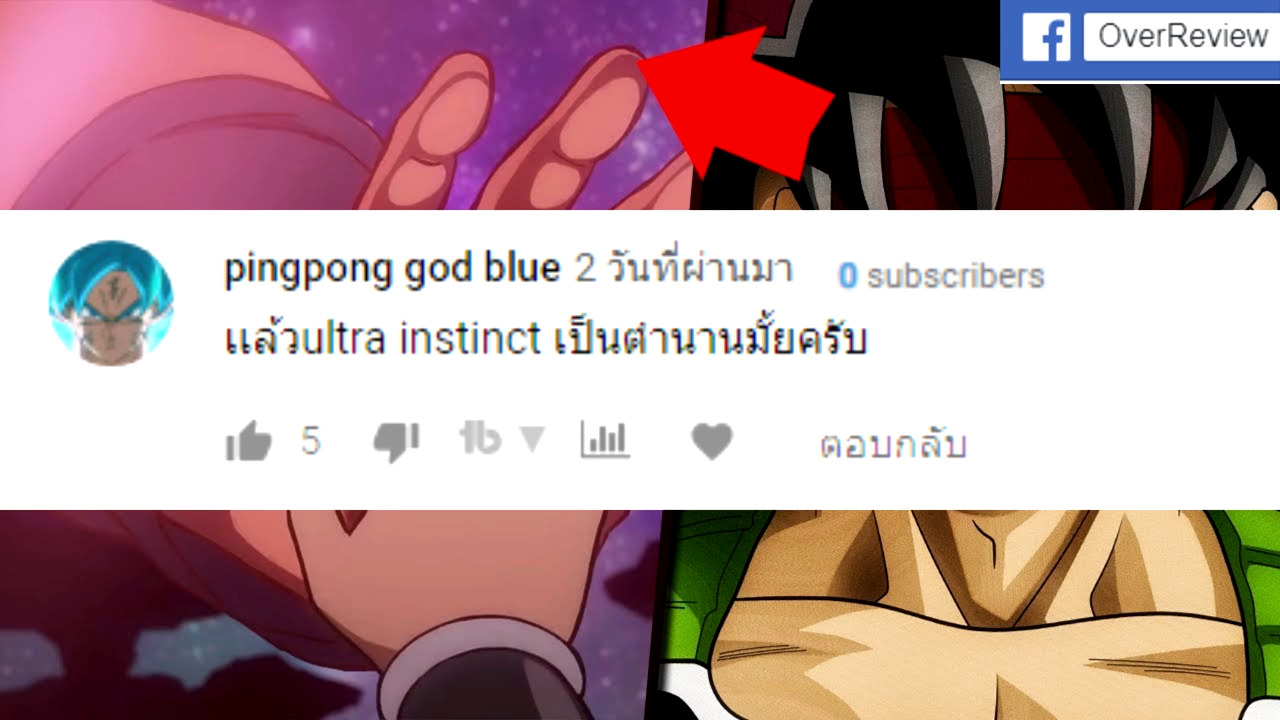 OverReview
pingpong god blue 2 วันที่ผ่านมา 0 subscribers
แล้วultra instinct เป็นตำนานมั้ยครับ
5 ตอบกลับ